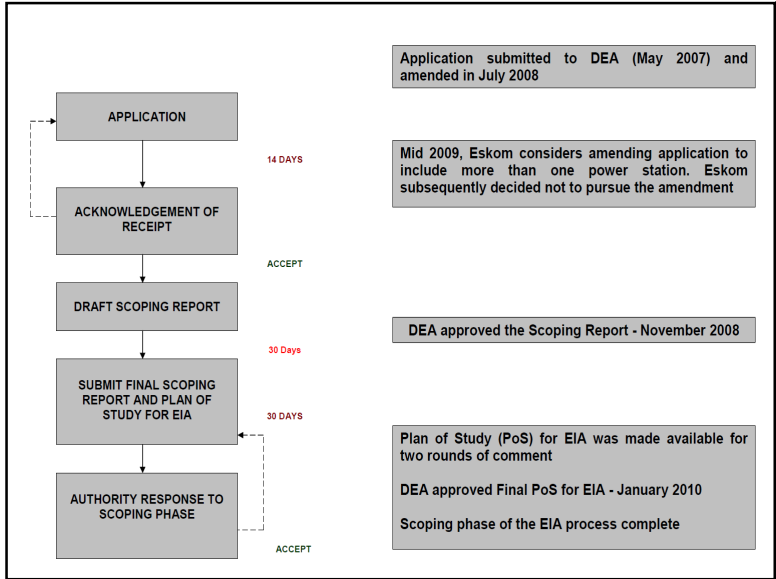 Application submitted to DEA (May 2007) and
amended in July 2008
APPLICATION
14 DAYS
Mid 2009, Eskom considers amending application to
include more than one power station. Eskom
subsequently decided not to pursue the amendment
ACKNOWLEDGEMENT OF
RECEIPT
ACCEPT
DRAFT SCOPING REPORT
DEA approved the Scoping Report - November 2008
30 Days
SUBMIT FINAL SCOPING
REPORT AND PLAN OF
STUDY FOR EIA
30 DAYS
Plan of Study (PoS) for EIA was made available for
two rounds of comment
DEA approved Final PoS for EIA - January 2010
Scoping phase of the EIA process complete
AUTHORITY RESPONSE TO
SCOPING PHASE
ACCEPT